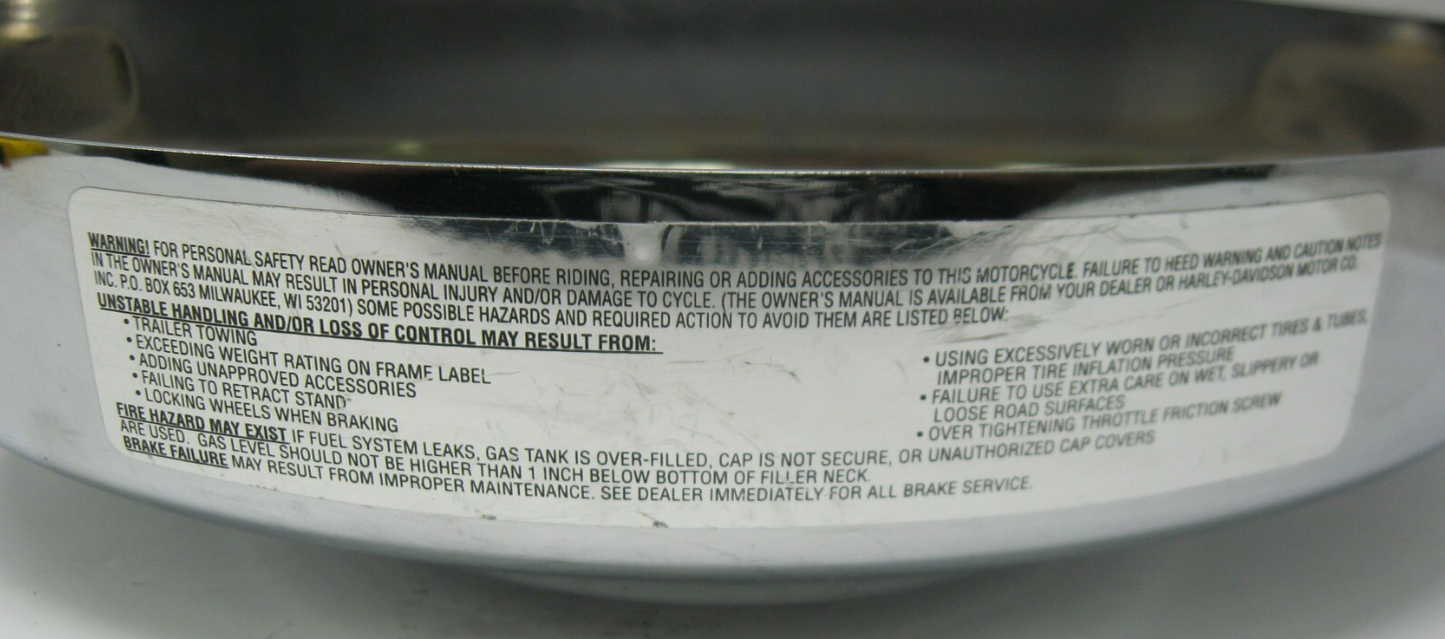 WARNING! FOR PERSONAL SAFETY READ OWNER'S MANUAL BEFORE RIDING, REPAIRING OR ADDING ACCESSORIES TO THIS MOTORCYCLE. FAILURE TO HEED WARNING AND CAUTION NOTES
IN THE OWNER'S MANUAL MAY RESULT IN PERSONAL INJURY AND/OR DAMAGE TO CYCLE. (THE OWNER'S MANUAL IS AVAILABLE FROM YOUR DEALER OR HARLEY-DAVIDSON MOTOR CO.
INC. P.O. BOX 653 MILWAUKEE, WI 53201) SOME POSSIBLE HAZARDS AND REQUIRED ACTION TO AVOID THEM ARE LISTED BELOW:
UNSTABLE HANDLING AND/OR LOSS OF CONTROL MAY RESULT FROM:
• TRAILER TOWING
• EXCEEDING WEIGHT RATING ON FRAME LABEL
• ADDING UNAPPROVED ACCESSORIES
• FAILING TO RETRACT STAND
• LOCKING WHEELS WHEN BRAKING
• USING EXCESSIVELY WORN OR INCORRECT TIRES & TUBES,
IMPROPER TIRE INFLATION PRESSURE
• FAILURE TO USE EXTRA CARE ON WET, SLIPPERY OR
LOOSE ROAD SURFACES
• OVER TIGHTENING THROTTLE FRICTION SCREW
FIRE HAZARD MAY EXIST IF FUEL SYSTEM LEAKS, GAS TANK IS OVER-FILLED, CAP IS NOT SECURE, OR UNAUTHORIZED CAP COVERS
ARE USED. GAS LEVEL SHOULD NOT BE HIGHER THAN 1 INCH BELOW BOTTOM OF FILLER NECK.
BRAKE FAILURE MAY RESULT FROM IMPROPER MAINTENANCE. SEE DEALER IMMEDIATELY FOR ALL BRAKE SERVICE.